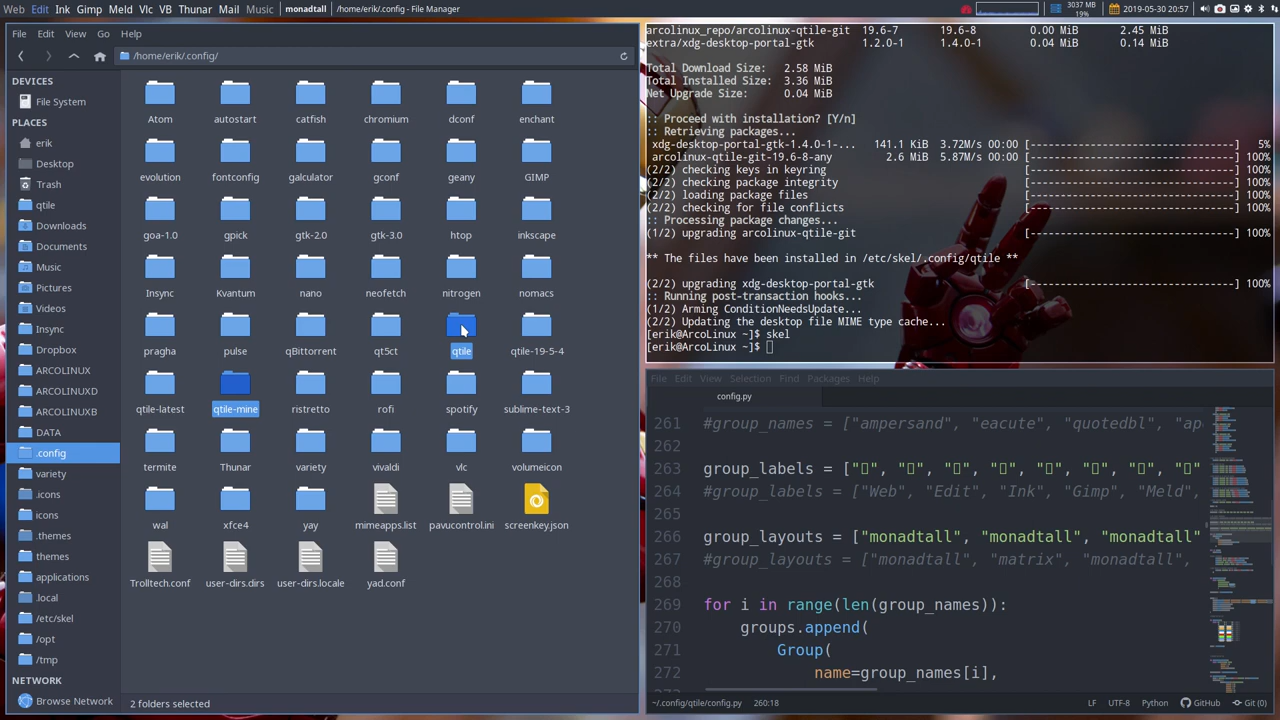 Web Edit Ink Gimp Meld Vlc VB Thunar Mail Music monadtall /home/erik/.config - File Manager 3037 MB 19% 2019-05-30 20:57
File Edit View Go Help
/home/erik/.config/
DEVICES
File System
PLACES
erik
Desktop
Trash
qtile
Downloads
Documents
Music
Pictures
Videos
Insync
Dropbox
ARCOLINUX
ARCOLINUXD
ARCOLINUXB
DATA
.config
variety
.icons
icons
.themes
themes
applications
.local
/etc/skel
/opt
/tmp
NETWORK
Browse Network
Atom autostart catfish chromium dconf enchant
evolution fontconfig galculator gconf geany GIMP
goa-1.0 gpick gtk-2.0 gtk-3.0 htop inkscape
Insync Kvantum nano neofetch nitrogen nomacs
pragha pulse qBittorrent qt5ct qtile qtile-19-5-4
qtile-latest qtile-mine ristretto rofi spotify sublime-text-3
termite Thunar variety vivaldi vlc volumeicon
wal xfce4 yay mimeapps.list pavucontrol.ini screenkey.json
Trolltech.conf user-dirs.dirs user-dirs.locale yad.conf
2 folders selected
arcolinux_repo/arcolinux-qtile-git 19.6-7 19.6-8 0.00 MiB 2.45 MiB
extra/xdg-desktop-portal-gtk 1.2.0-1 1.4.0-1 0.04 MiB 0.14 MiB
Total Download Size: 2.58 MiB
Total Installed Size: 3.36 MiB
Net Upgrade Size: 0.04 MiB
:: Proceed with installation? [Y/n]
:: Retrieving packages...
xdg-desktop-portal-gtk-1.4.0-1-... 141.1 KiB 3.72M/s 00:00 [----------------------------------] 5%
arcolinux-qtile-git-19.6-8-any 2.6 MiB 5.87M/s 00:00 [----------------------------------] 100%
(2/2) checking keys in keyring [----------------------------------] 100%
(2/2) checking package integrity [----------------------------------] 100%
(2/2) loading package files [----------------------------------] 100%
(2/2) checking for file conflicts [----------------------------------] 100%
:: Processing package changes...
(1/2) upgrading arcolinux-qtile-git [----------------------------------] 100%
** The files have been installed in /etc/skel/.config/qtile **
(2/2) upgrading xdg-desktop-portal-gtk [----------------------------------] 100%
:: Running post-transaction hooks...
(1/2) Arming ConditionNeedsUpdate...
(2/2) Updating the desktop file MIME type cache...
[erik@ArcoLinux ~]$ skel
[erik@ArcoLinux ~]$
File Edit View Selection Find Packages Help
config.py
261 #group_names = ["ampersand", "eacute", "quotedbl", "ap
262
263 group_labels = ["", "", "", "", "", "", "", "", ""
264 #group_labels = ["Web", "Edit", "Ink", "Gimp", "Meld"
265
266 group_layouts = ["monadtall", "monadtall", "monadtall"
267 #group_layouts = ["monadtall", "matrix", "monadtall",
268
269 for i in range(len(group_names)):
270 groups.append(
271 Group(
272 name=group_names[i],
~/.config/qtile/config.py 260:18 LF UTF-8 Python GitHub Git (0)